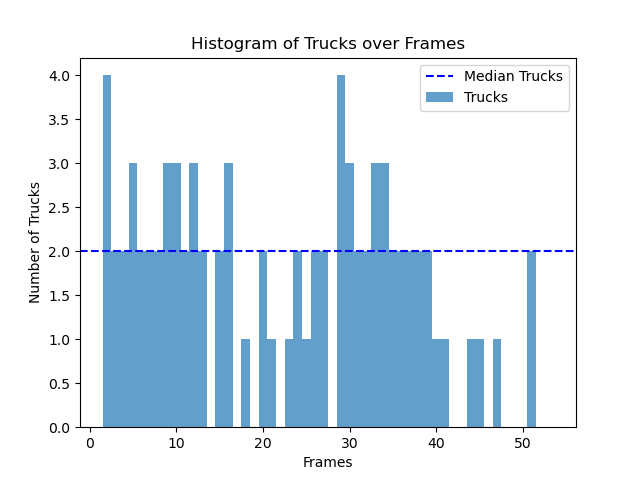 Histogram of Trucks over Frames
Median Trucks
Trucks
4.0
3.5
3.0
2.5
2.0
1.5
1.0
0.5
0.0
Number of Trucks
0 10 20 30 40 50
Frames